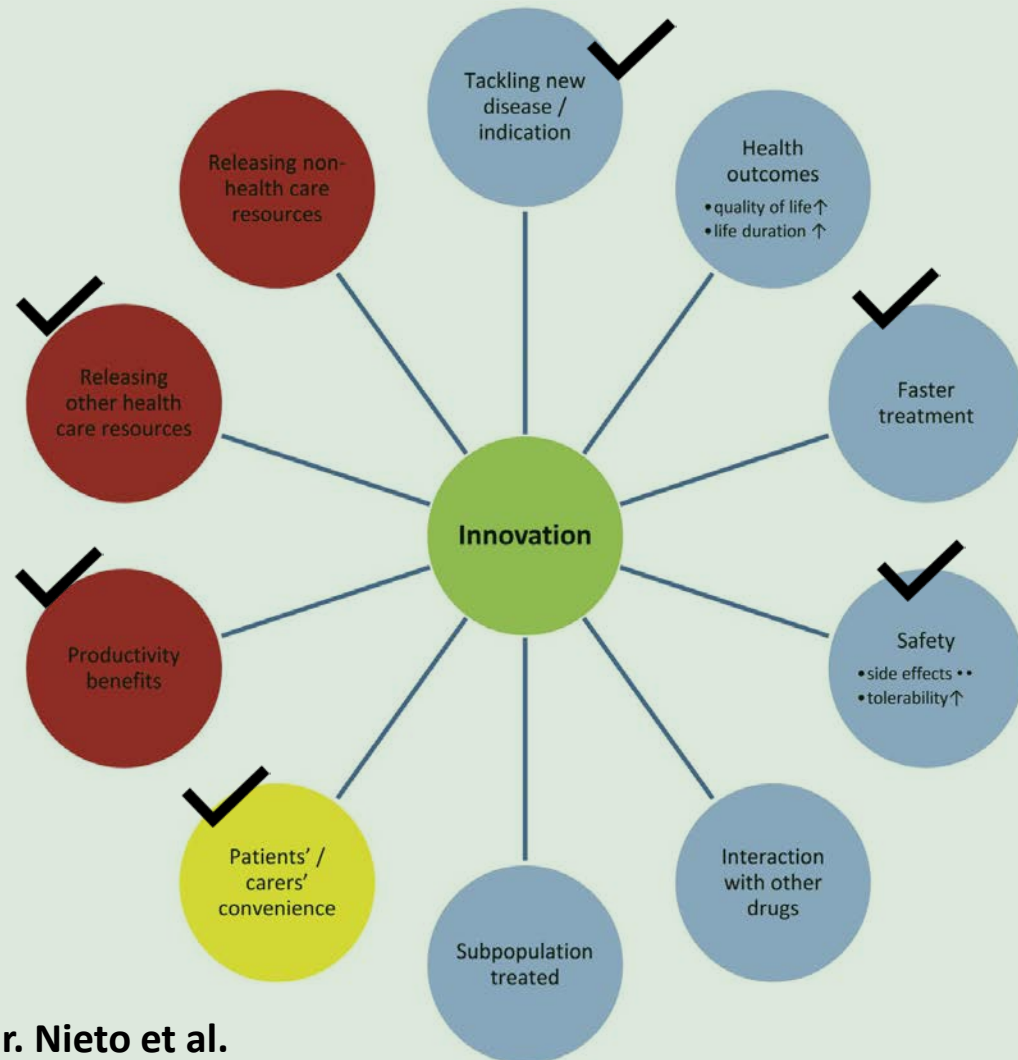 Tackling new
disease /
indication
Health
outcomes
•quality of life↑
•life duration ↑
Faster
treatment
Safety
•side effects ••
•tolerability↑
Interaction
with other
drugs
Subpopulation
treated
Patients' /
carers'
convenience
Productivity
benefits
Releasing
other health
care resources
Releasing non-
health care
resources
Innovation
r. Nieto et al.